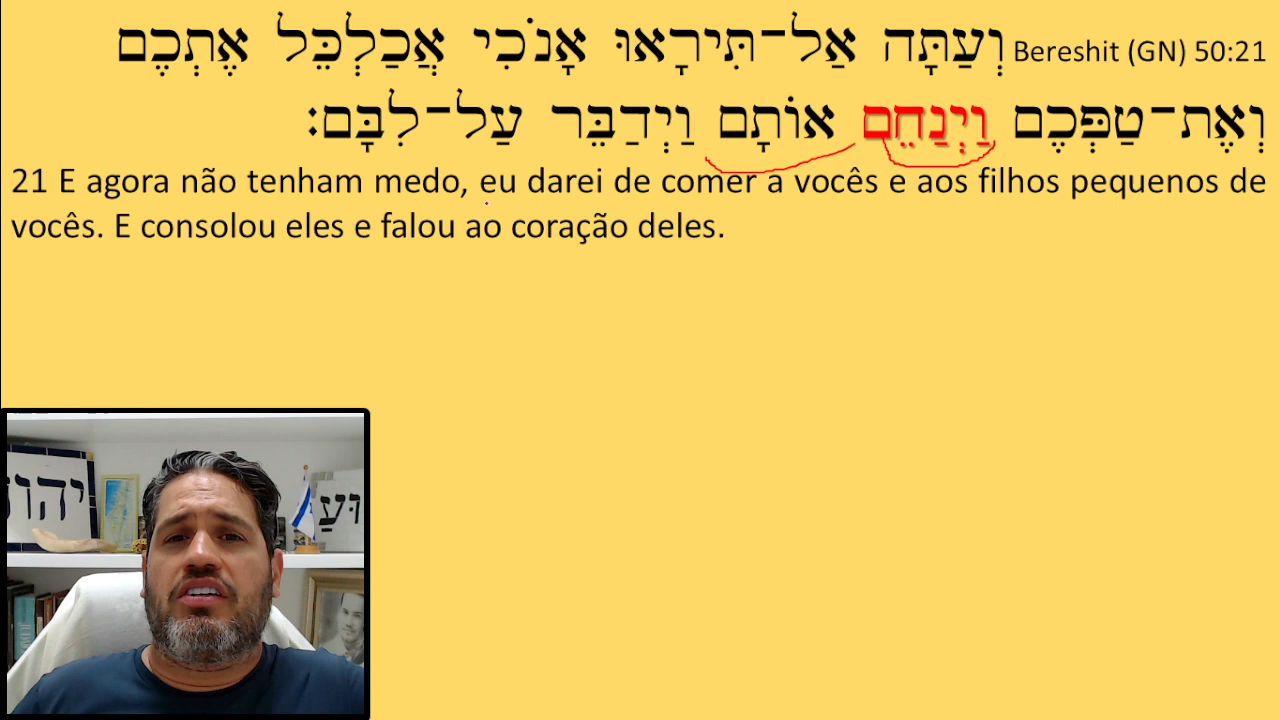 Bereshit (GN) 50:21 וְעַתָּה אַל־תִּירָאוּ אָנֹכִי אֲכַלְכֵּל אֶתְכֶם
וְאֶת־טַפְּכֶם וַיְנַחֵם אוֹתָם וַיְדַבֵּר עַל־לִבָּם׃
21 E agora não tenham medo, eu darei de comer a vocês e aos filhos pequenos de
vocês. E consolou eles e falou ao coração deles.
יהו